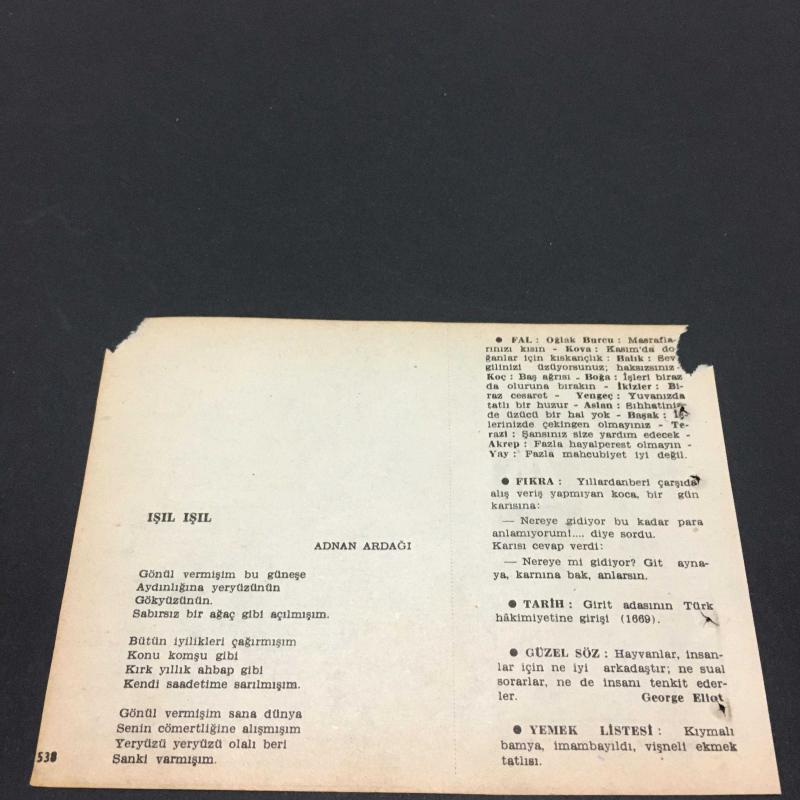 IŞIL IŞIL
ADNAN ARDAĞI
Gönül vermişim bu güneşe
Aydınlığına yeryüzünün
Gökyüzünün.
Sabırsız bir ağaç gibi açılmışım.
Bütün iyilikleri çağırmışım
Konu komşu gibi
Kırk yıllık ahbap gibi
Kendi saadetime sarılmışım.
Gönül vermişim sana dünya
Senin cömertliğine alışmışım
Yeryüzü yeryüzü olalı beri
Sanki varmışım.
538
● FAL : Oğlak Burcu : Masrafla-
rınızı kısın - Kova : Kasım'da do-
ğanlar için kıskançlık : Balık : Sev-
gilinizi üzüyorsunuz; haksızsınız -
Koç : Baş ağrısı - Boğa : İşleri biraz
da oluruna bırakın - İkizler : Bi-
raz cesaret - Yengeç : Yuvanızda
tatlı bir huzur - Aslan : Sıhhatiniz-
de üzücü bir hal yok - Başak : İş-
lerinizde çekingen olmayınız - Te-
razi : Şansınız size yardım edecek -
Akrep : Fazla hayalperest olmayın -
Yay : Fazla mahcubiyet iyi değil.
● FIKRA : Yıllardanberi çarşıda
alış veriş yapmıyan koca, bir gün
karısına:
— Nereye gidiyor bu kadar para
anlamıyorum!.... diye sordu.
Karısı cevap verdi:
— Nereye mi gidiyor? Git ayna-
ya, karnına bak, anlarsın.
● TARİH : Girit adasının Türk
hâkimiyetine girişi (1669).
● GÜZEL SÖZ : Hayvanlar, insan-
lar için ne iyi arkadaştır; ne sual
sorarlar, ne de insanı tenkit eder-
ler. George Eliot
● YEMEK LİSTESİ : Kıymalı
bamya, imambayıldı, vişneli ekmek
tatlısı.